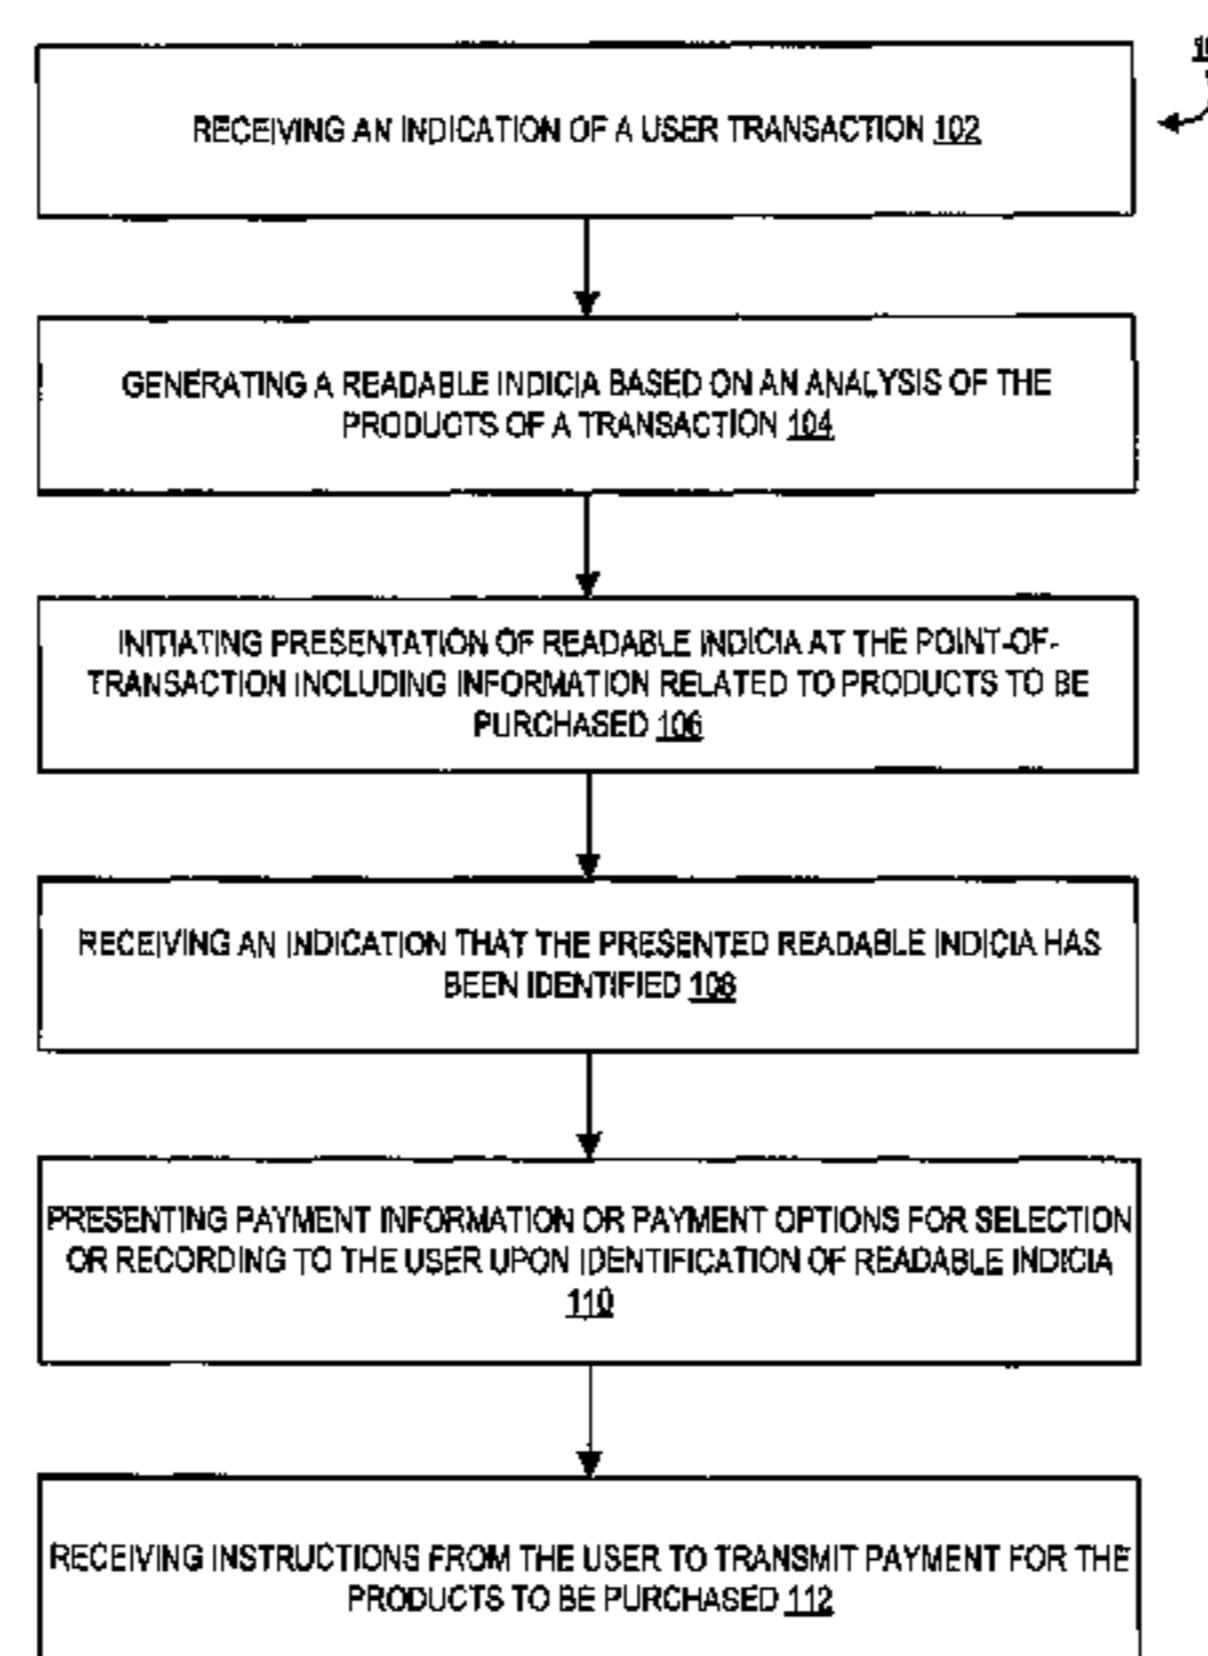 RECEIVING AN INDICATION OF A USER TRANSACTION 102
GENERATING A READABLE INDICIA BASED ON AN ANALYSIS OF THE
PRODUCTS OF A TRANSACTION 104
INITIATING PRESENTATION OF READABLE INDICIA AT THE POINT-OF-
TRANSACTION INCLUDING INFORMATION RELATED TO PRODUCTS TO BE
PURCHASED 106
RECEIVING AN INDICATION THAT THE PRESENTED READABLE INDICIA HAS
BEEN IDENTIFIED 108
PRESENTING PAYMENT INFORMATION OR PAYMENT OPTIONS FOR SELECTION
OR RECORDING TO THE USER UPON IDENTIFICATION OF READABLE INDICIA
110
RECEIVING INSTRUCTIONS FROM THE USER TO TRANSMIT PAYMENT FOR THE
PRODUCTS TO BE PURCHASED 112